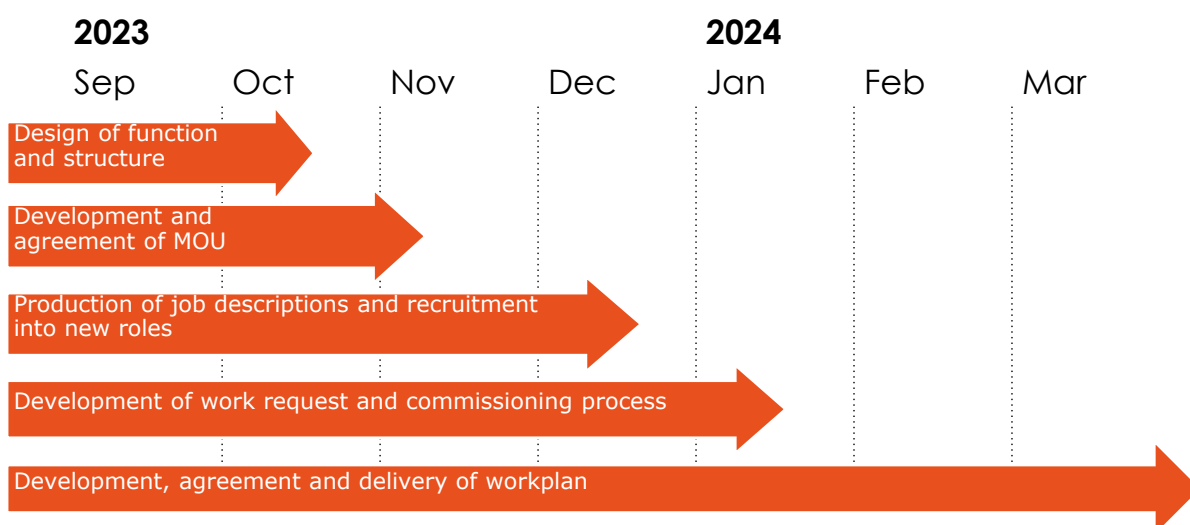 2023 2024
Sep Oct Nov Dec Jan Feb Mar
Design of function
and structure
Development and
agreement of MOU
Production of job descriptions and recruitment
into new roles
Development of work request and commissioning process
Development, agreement and delivery of workplan